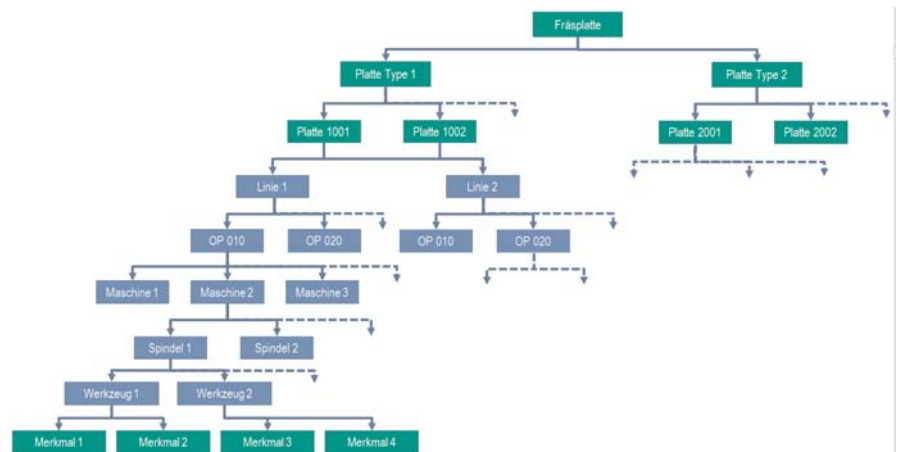 Fräsplatte
Platte Type 1
Platte Type 2
Platte 1001
Platte 1002
Platte 2001
Platte 2002
Linie 1
Linie 2
OP 010
OP 020
OP 010
OP 020
Maschine 1
Maschine 2
Maschine 3
Spindel 1
Spindel 2
Werkzeug 1
Werkzeug 2
Merkmal 1
Merkmal 2
Merkmal 3
Merkmal 4